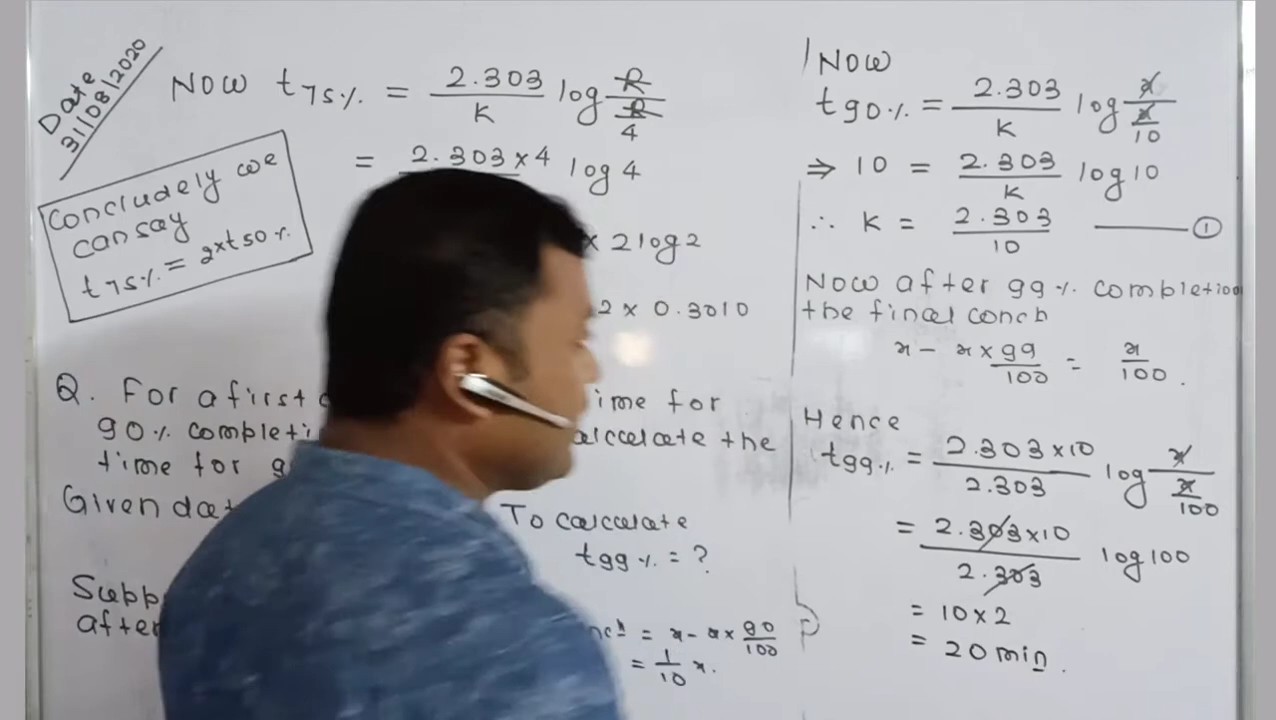 Date
31/08/2020
Now t75% = 2.303/K log R/(R/4)
= 2.303×4 log 4
× 2 log 2
2 × 0.3010
Concludely we
can say
t75% = 2×t50%
Q. For a first
ime for
90% completi
alculate the
time for 9
Given dat
To calculate
t99% = ?
Supp
after
= x - x × 90/100
= 1/10 x.
Now
t90% = 2.303/K log x/(x/10)
⇒ 10 = 2.303/K log 10
∴ K = 2.303/10 ——— ①
Now after 99% completion
the final concn
x - x × 99/100 = x/100 .
Hence
t99% = 2.303×10/2.303 log x/(x/100)
= 2.303×10/2.303 log 100
= 10×2
= 20 min .